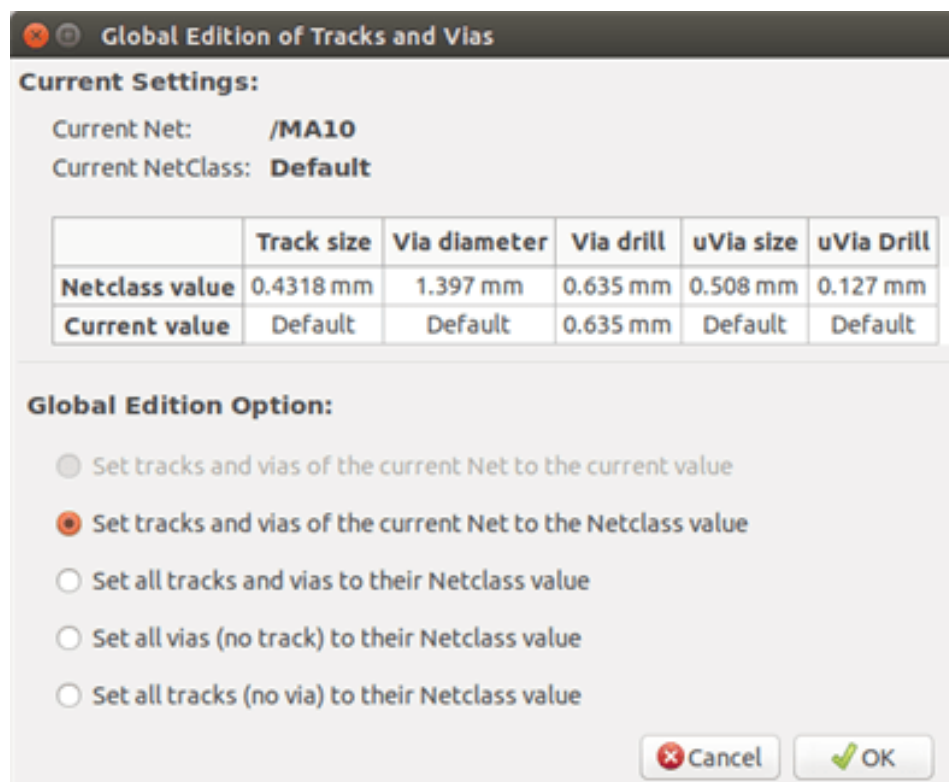 Global Edition of Tracks and Vias
Current Settings:
Current Net: /MA10
Current NetClass: Default
Track size Via diameter Via drill uVia size uVia Drill
Netclass value 0.4318 mm 1.397 mm 0.635 mm 0.508 mm 0.127 mm
Current value Default Default 0.635 mm Default Default
Global Edition Option:
Set tracks and vias of the current Net to the current value
Set tracks and vias of the current Net to the Netclass value
Set all tracks and vias to their Netclass value
Set all vias (no track) to their Netclass value
Set all tracks (no via) to their Netclass value
Cancel OK